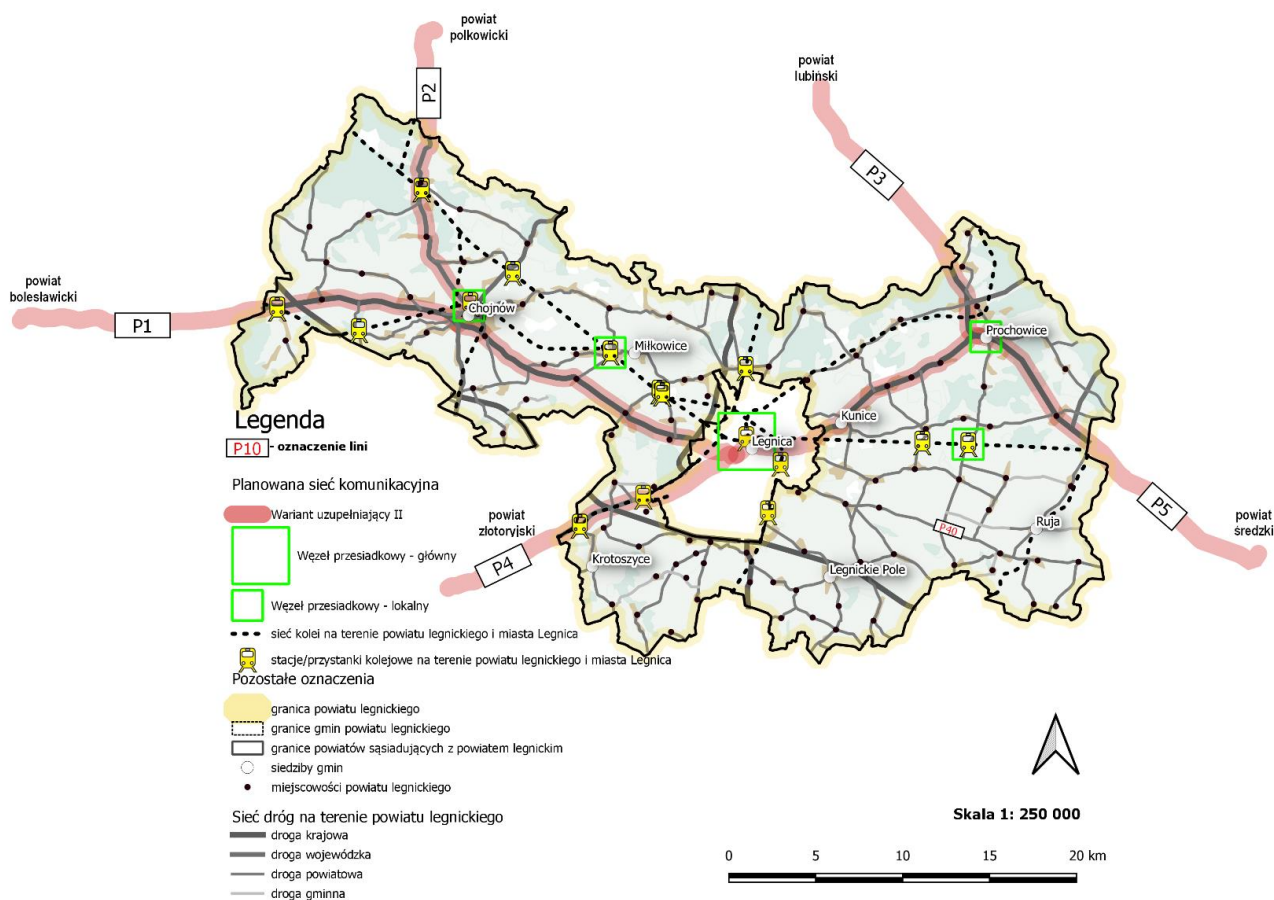 powiat
polkowicki
P2
powiat
lubiński
P3
powiat
bolesławicki
P1
Chojnów
Miłkowice
Prochowice
Kunice
Legnica
powiat
złotoryjski
P4
Krotoszyce
Legnickie Pole
P40
Ruja
P5
powiat
średzki
Legenda
P10 - oznaczenie lini
Planowana sieć komunikacyjna
Wariant uzupełniający II
Węzeł przesiadkowy - główny
Węzeł przesiadkowy - lokalny
sieć kolei na terenie powiatu legnickiego i miasta Legnica
stacje/przystanki kolejowe na terenie powiatu legnickiego i miasta Legnica
Pozostałe oznaczenia
granica powiatu legnickiego
granice gmin powiatu legnickiego
granice powiatów sąsiadujących z powiatem legnickim
siedziby gmin
miejscowości powiatu legnickiego
Sieć dróg na terenie powiatu legnickiego
droga krajowa
droga wojewódzka
droga powiatowa
droga gminna
Skala 1: 250 000
0 5 10 15 20 km